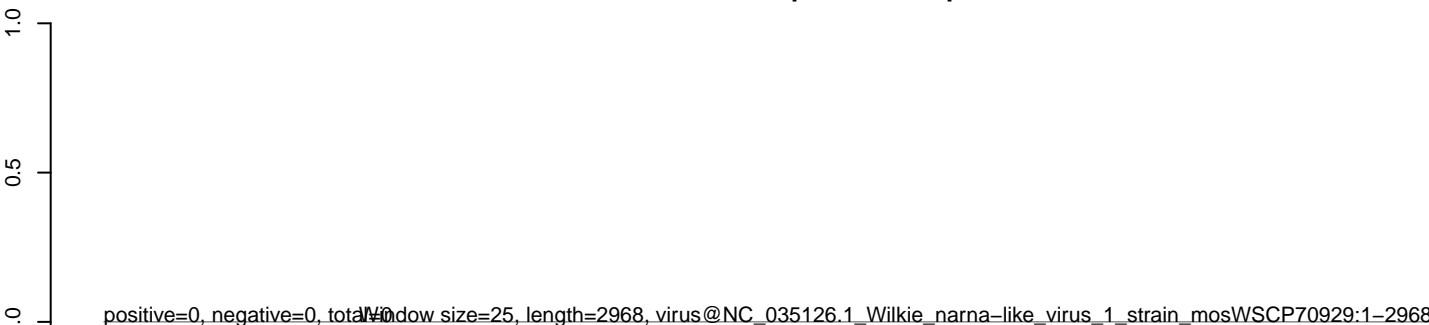 1.0
0.5
.0
positive=0, negative=0, total=0
Window size=25, length=2968, virus@NC_035126.1_Wilkie_narna−like_virus_1_strain_mosWSCP70929:1−2968